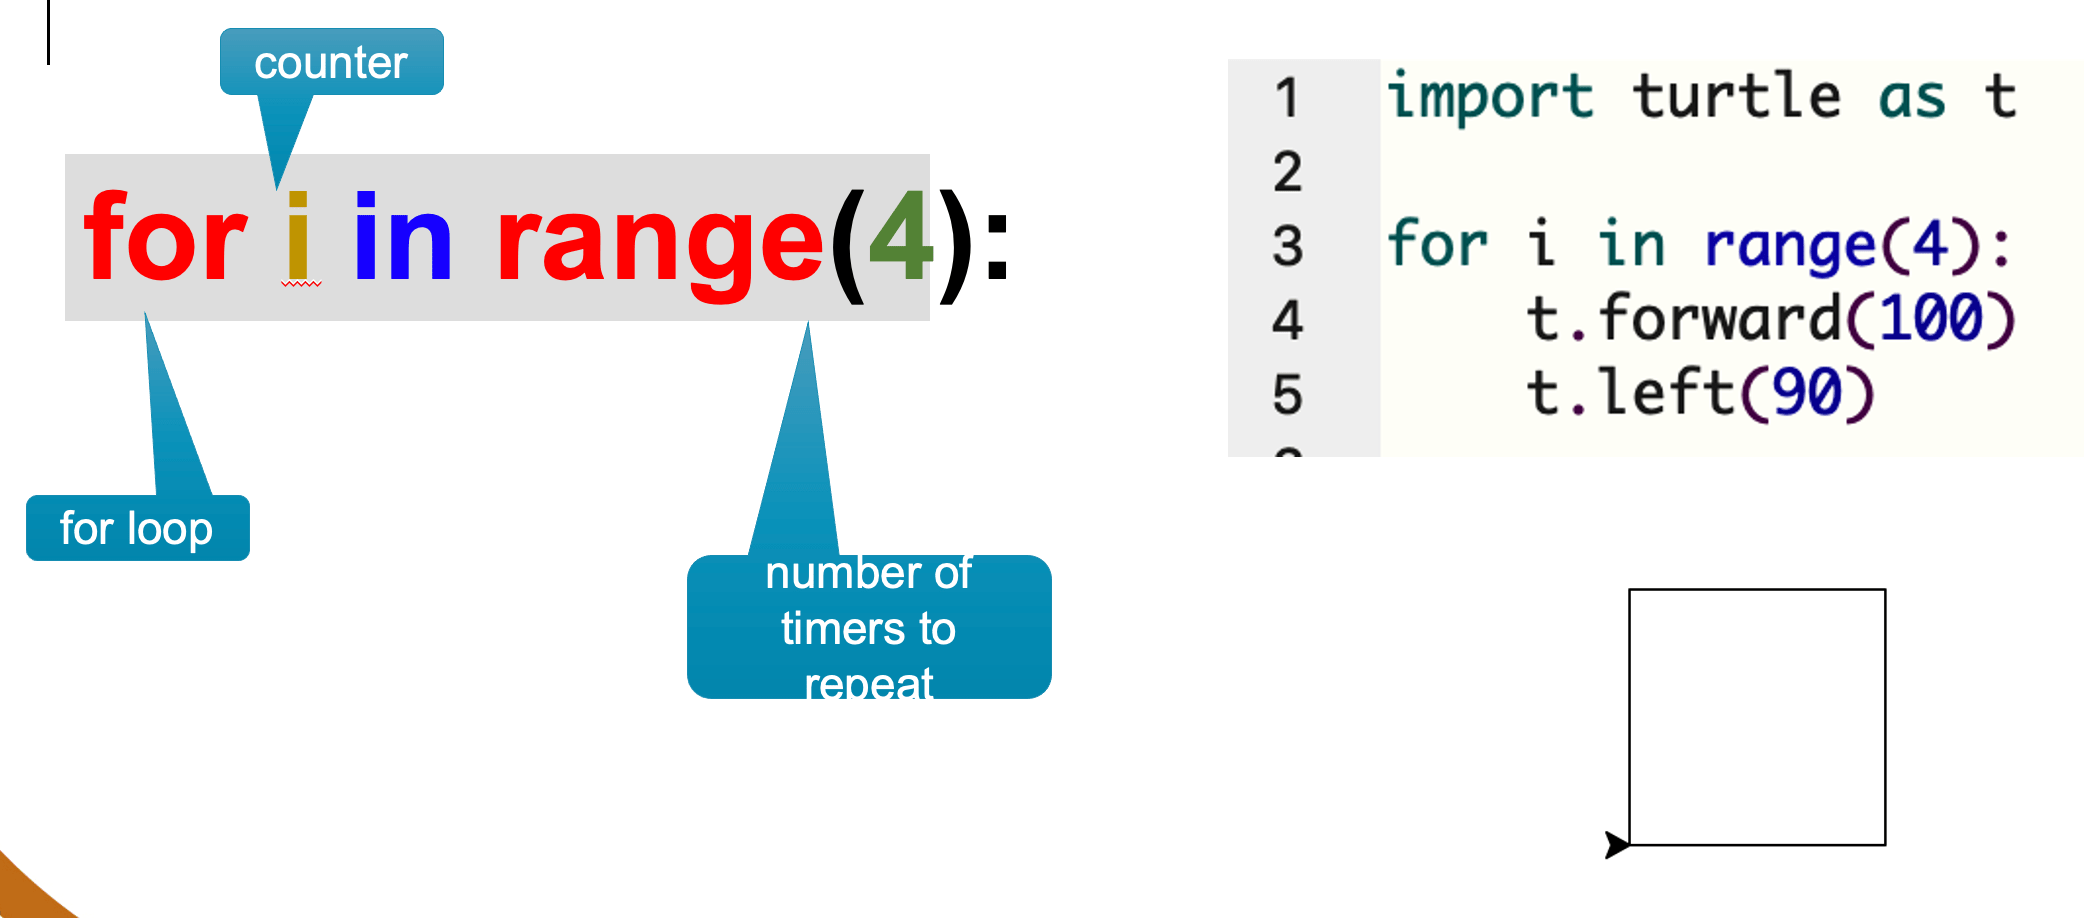 counter
for i in range(4):
for loop
number of
timers to
repeat
1 import turtle as t
2
3 for i in range(4):
4     t.forward(100)
5     t.left(90)